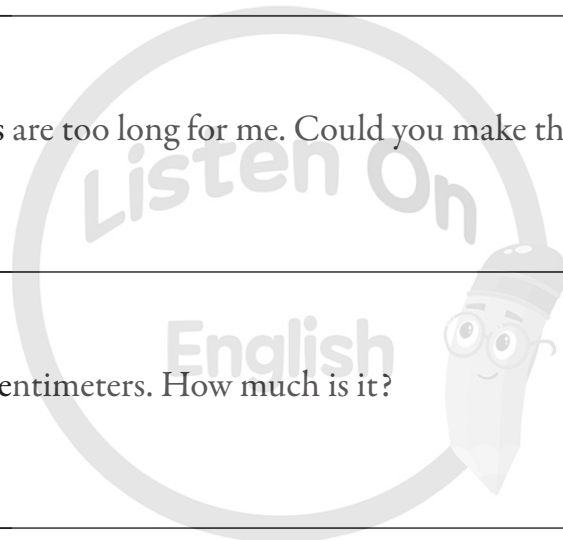 s are too long for me. Could you make th
Listen On
English
entimeters. How much is it?